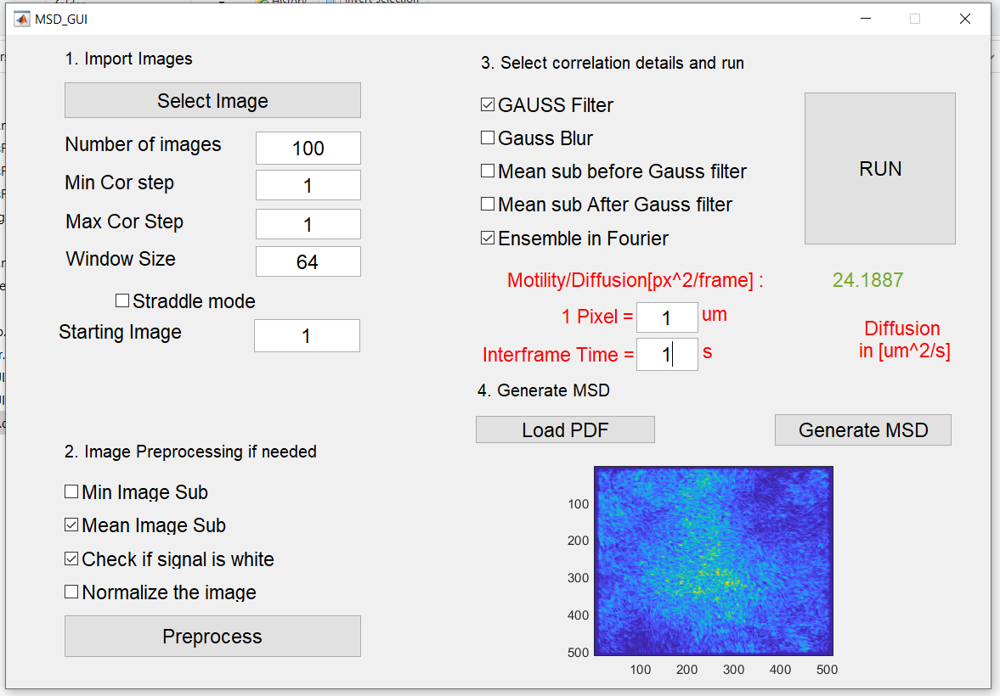 History
MSD_GUI
1. Import Images
Select Image
Number of images 100
Min Cor step 1
Max Cor Step 1
Window Size 64
Straddle mode
Starting Image 1
2. Image Preprocessing if needed
Min Image Sub
Mean Image Sub
Check if signal is white
Normalize the image
Preprocess
3. Select correlation details and run
GAUSS Filter
Gauss Blur
Mean sub before Gauss filter
Mean sub After Gauss filter
Ensemble in Fourier
RUN
Motility/Diffusion[px^2/frame] : 24.1887
1 Pixel = 1 um
Interframe Time = 1 s
Diffusion
in [um^2/s]
4. Generate MSD
Load PDF
Generate MSD
100
200
300
400
500
100 200 300 400 500